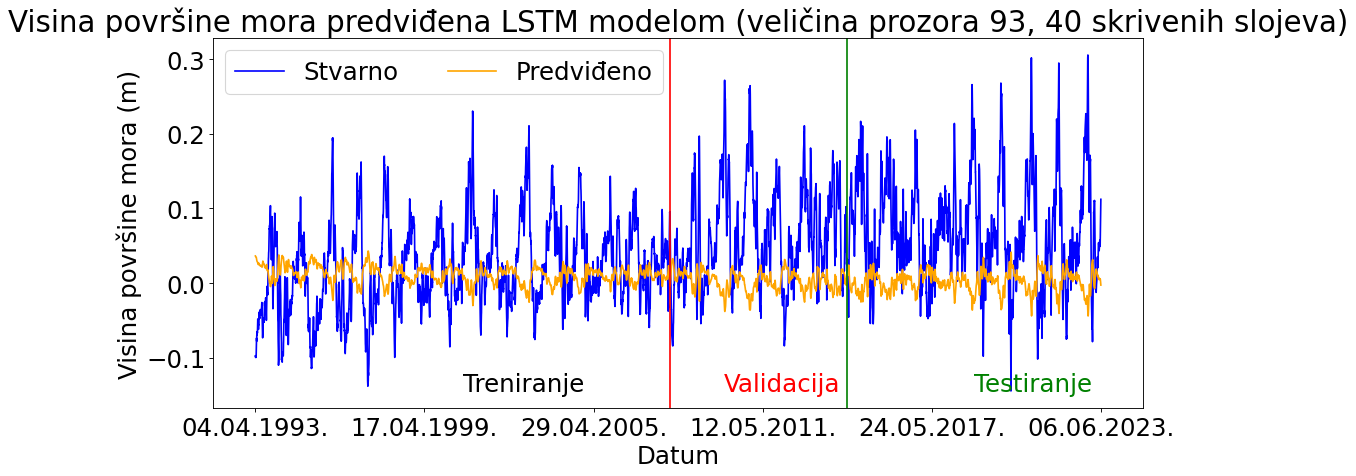 Visina površine mora predviđena LSTM modelom (veličina prozora 93, 40 skrivenih slojeva)
Stvarno Predviđeno
Visina površine mora (m)
0.3
0.2
0.1
0.0
−0.1
Treniranje Validacija Testiranje
04.04.1993. 17.04.1999. 29.04.2005. 12.05.2011. 24.05.2017. 06.06.2023.
Datum